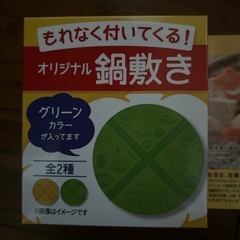 もれなく付いてくる!
オリジナル鍋敷き
グリーン
カラー
が入ってます
全2種
※画像はイメージです